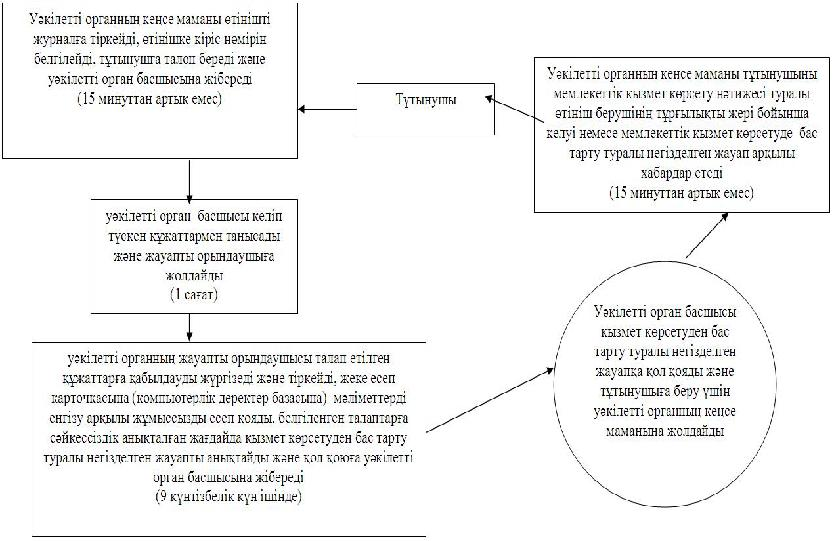 Уәкілетті органның кеңсе маманы өтінішті
журналға тіркейді, өтінішке кіріс нөмірін
белгілейді, тұтынушға талон береді және
уәкілетті орган басшысына жібереді
(15 минуттан артык емес)
Тұтынушы
Уәкілетті органның кеңсе маманы тұтынушыны
мемлекеттік қызмет көрсету нәтижесі туралы
өтініш берушінің тұрғылықты жері бойынша
келуі немесе мемлекеттік қызмет көрсетуде бас
тарту туралы негізделген жауап арқылы
хабардар етеді
(15 минуттан артык емес)
уәкілетті орган басшысы келіп
түскен құжаттармен танысады
және жауапты орындаушыға
жолдайды
(1 сағат)
уәкілетті органның жауапты орындаушысы талап етілген
құжаттарға қабылдауды жүргізеді және тіркейді, жеке есеп
карточкасына (компьютерлік деректер базасына) мәліметтерді
енгізу арқылы жұмыссызды есеп қояды, белгіленген талаптарға
сәйкессіздік анықталған жағдайда қызмет көрсетуден бас тарту
туралы негізделген жауапты анықтайды және қол қоюға уәкілетті
орган басшысына жібереді
(9 күнтізбелік күн ішінде)
Уәкілетті орган басшысы
қызмет көрсетуден бас
тарту туралы негізделген
жауапқа қол қояды және
тұтынушыға беру үшін
уәкілетті органның кеңсе
маманына жолдайды